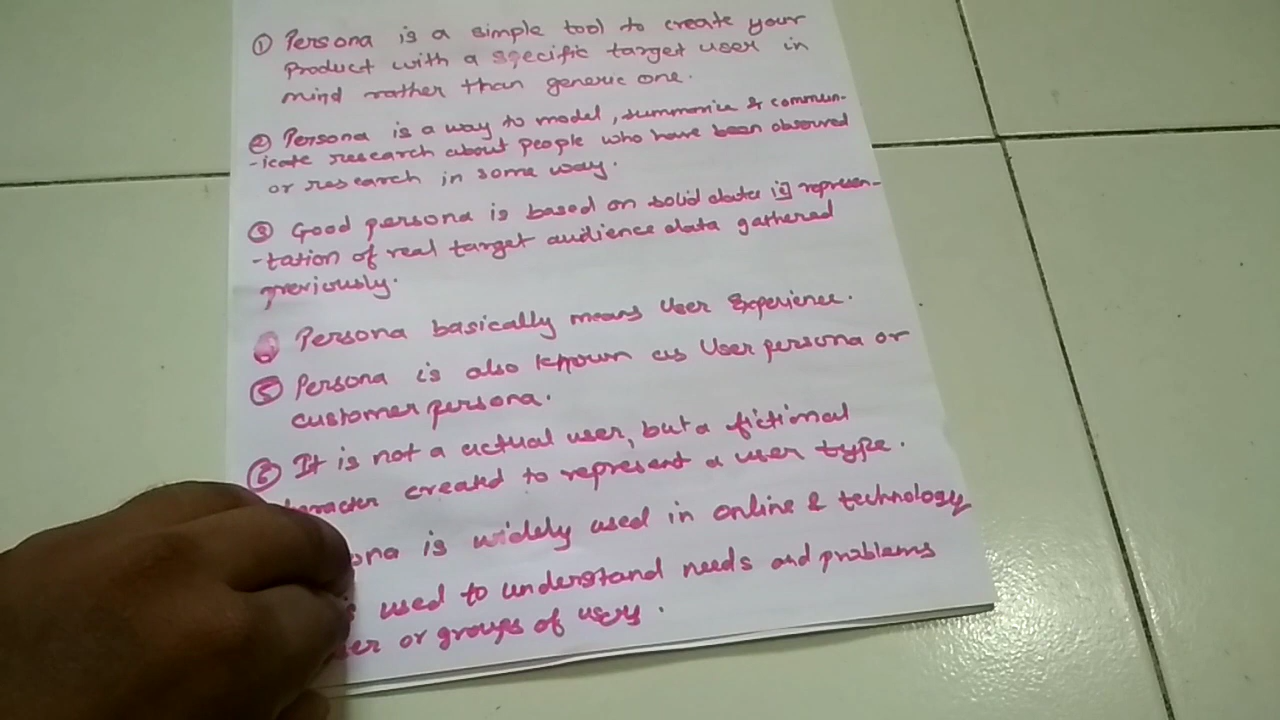 ① Persona is a simple tool to create your
Product with a specific target user in
mind rather than generic one.
② Persona is a way to model, summarize & commun-
-icate research about people who have been observed
or research in some way.
③ Good persona is based on solid data represen-
-tation of real target audience data gathered
previously.
Persona basically means User Experience.
⑤ Persona is also known as User persona or
customer persona.
⑥ It is not a actual user, but a fictional
created to represent a user type.
is widely used in online & technology
used to understand needs and problems
or groups of users.